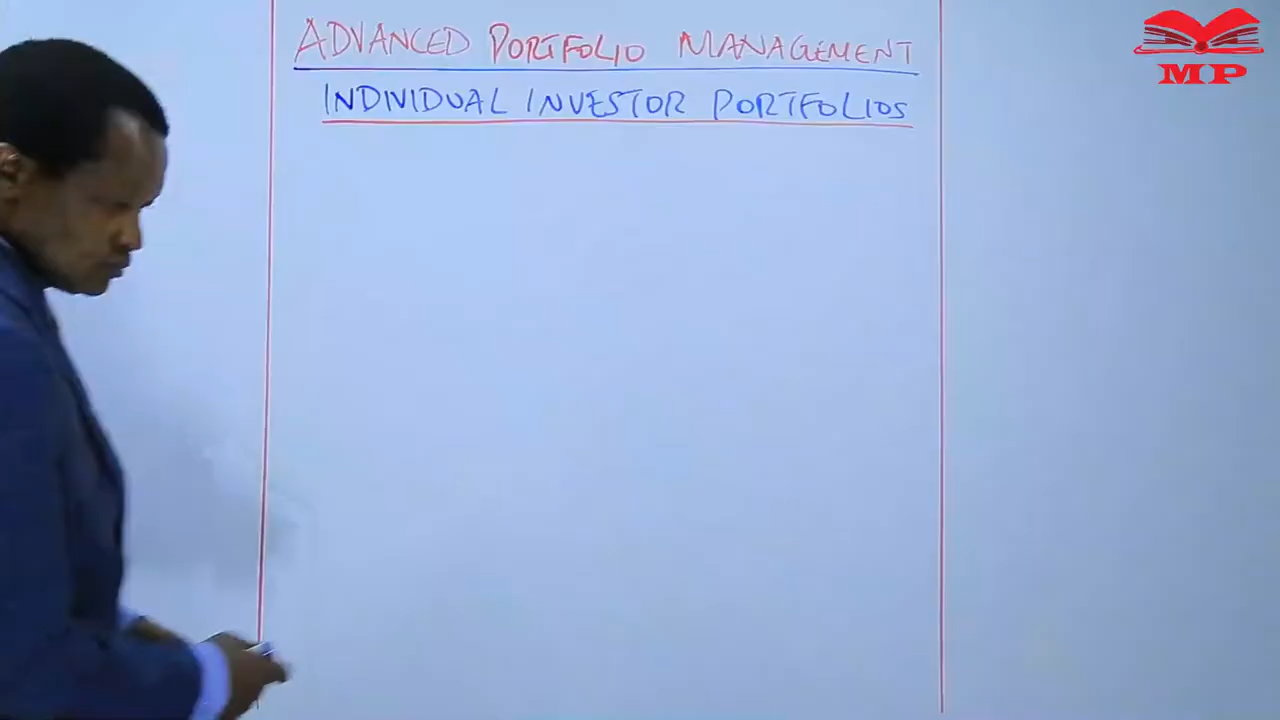 ADVANCED PORTFOLIO MANAGEMENT
INDIVIDUAL INVESTOR PORTFOLIOS
MP